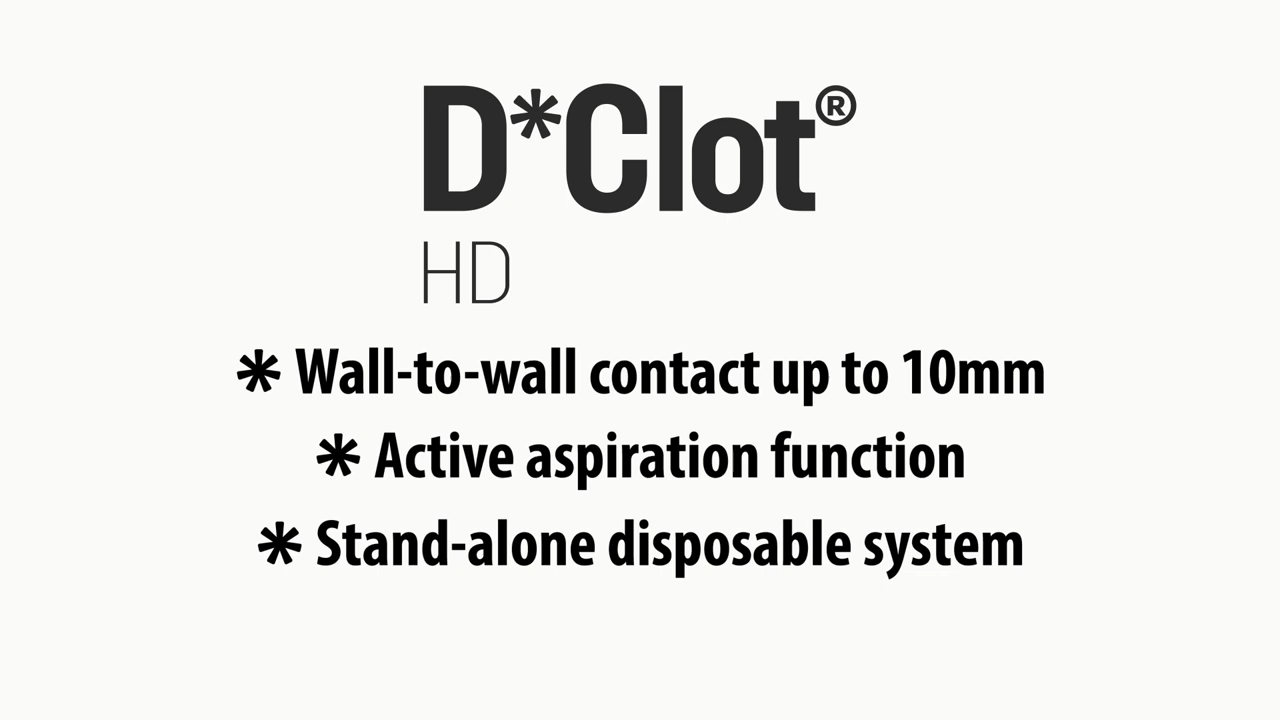 D*Clot®
HD
* Wall-to-wall contact up to 10mm
* Active aspiration function
* Stand-alone disposable system